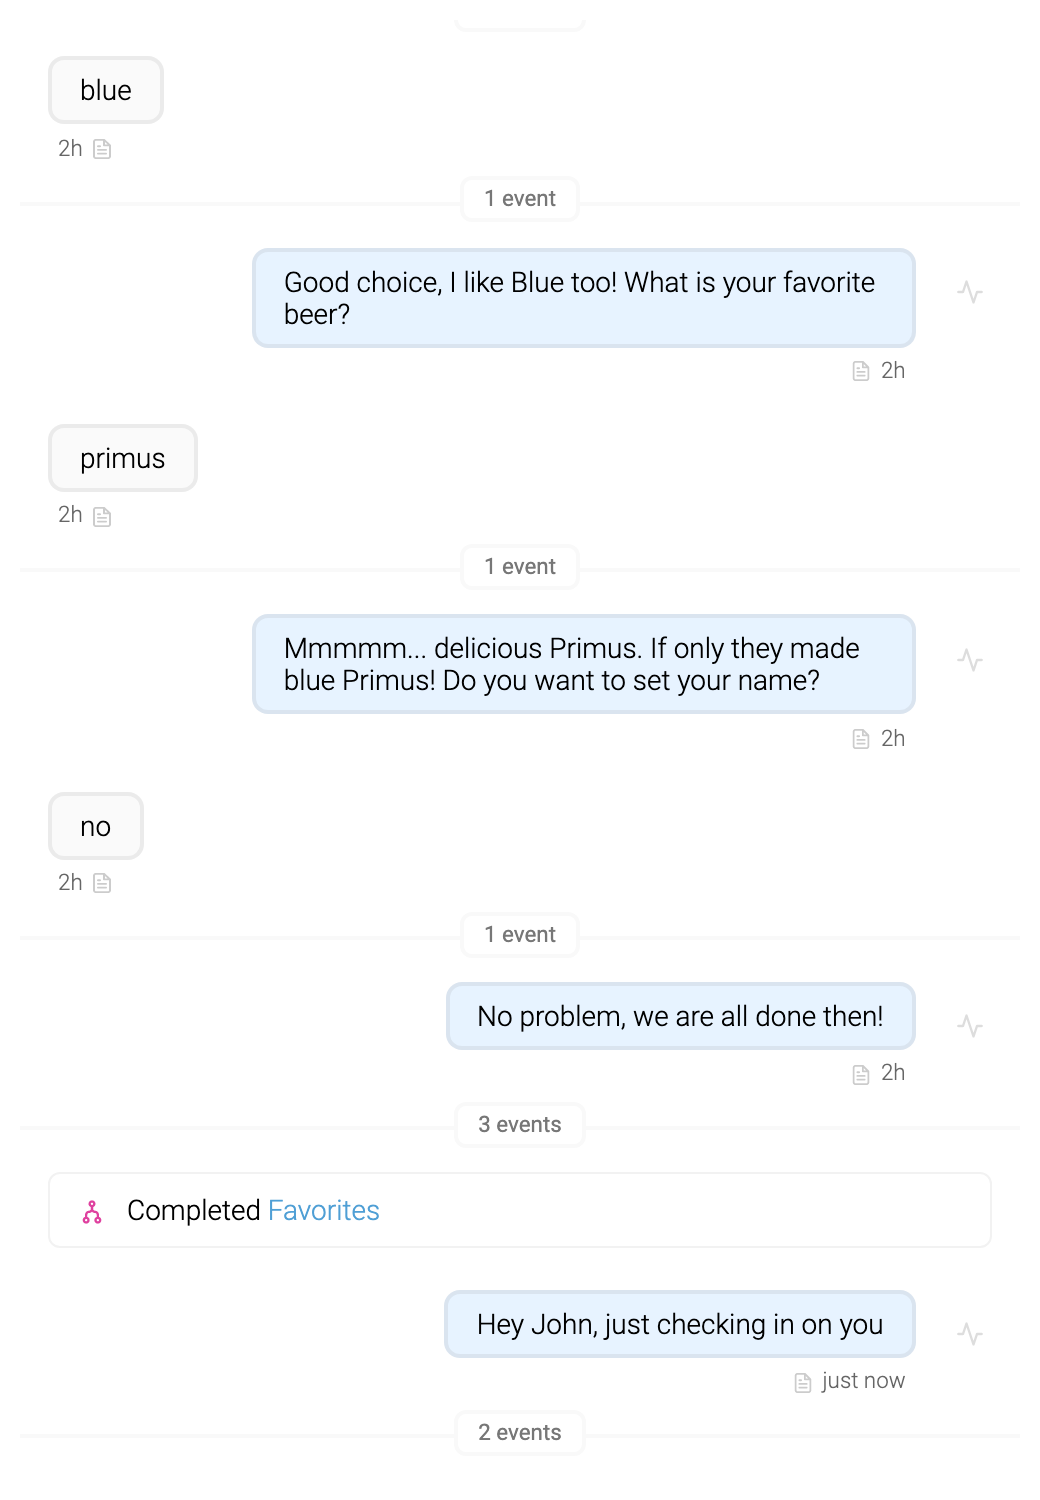 blue
2h
1 event
Good choice, I like Blue too! What is your favorite
beer?
2h
primus
2h
1 event
Mmmmm... delicious Primus. If only they made
blue Primus! Do you want to set your name?
2h
no
2h
1 event
No problem, we are all done then!
2h
3 events
Completed Favorites
Hey John, just checking in on you
just now
2 events